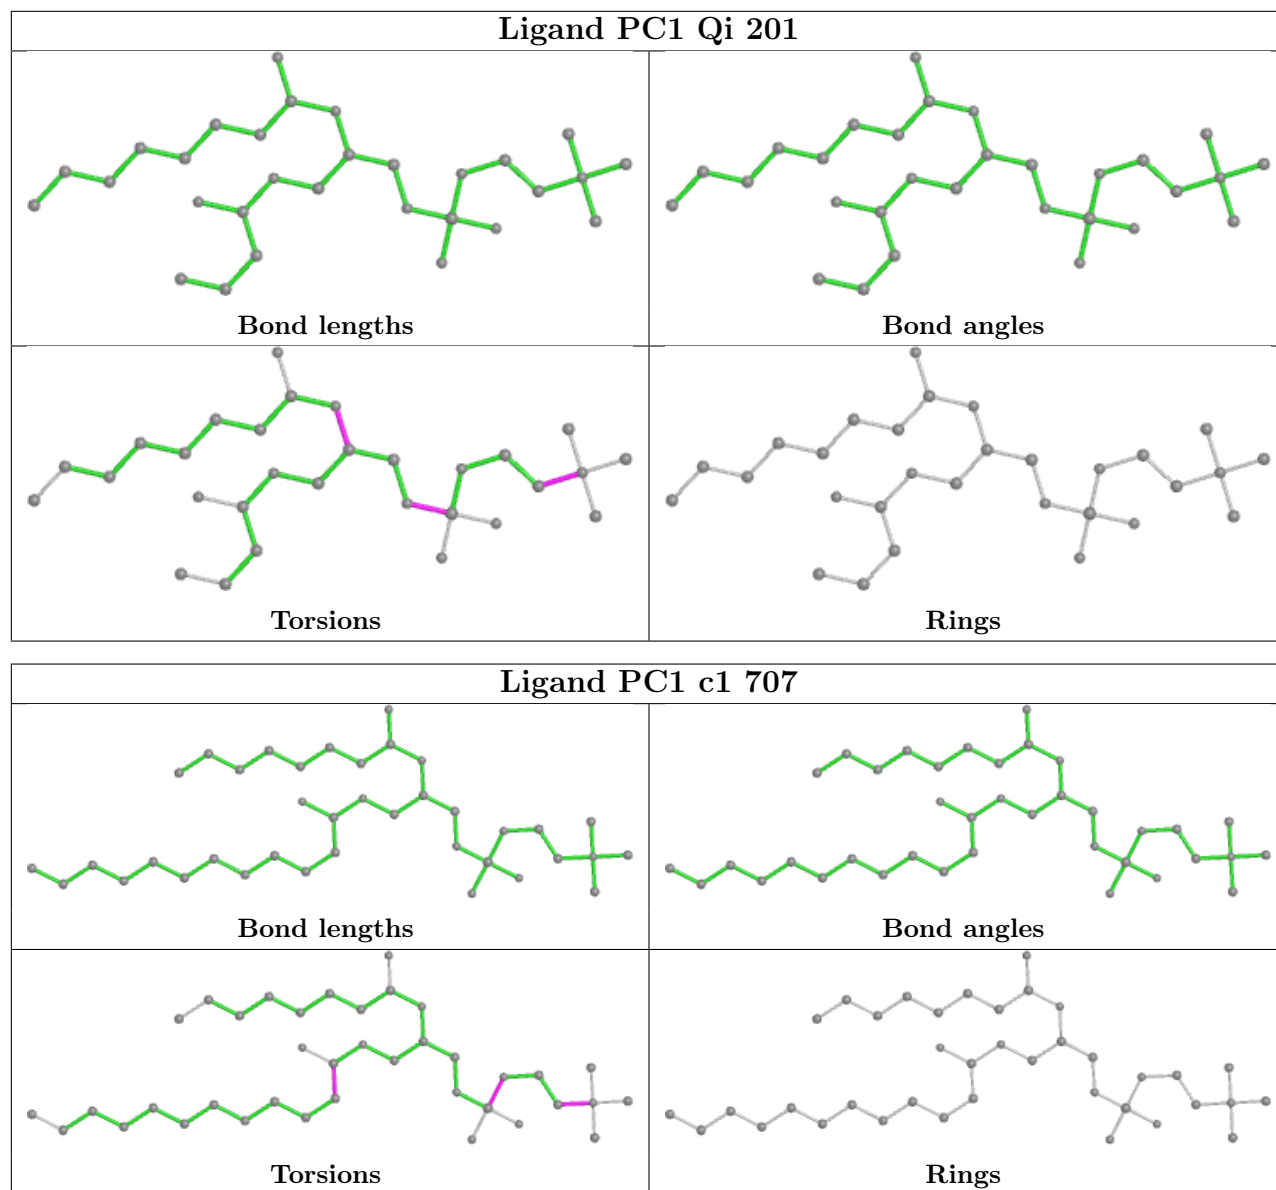 Ligand PC1 Qi 201
Bond lengths
Bond angles
Torsions
Rings
Ligand PC1 c1 707
Bond lengths
Bond angles
Torsions
Rings